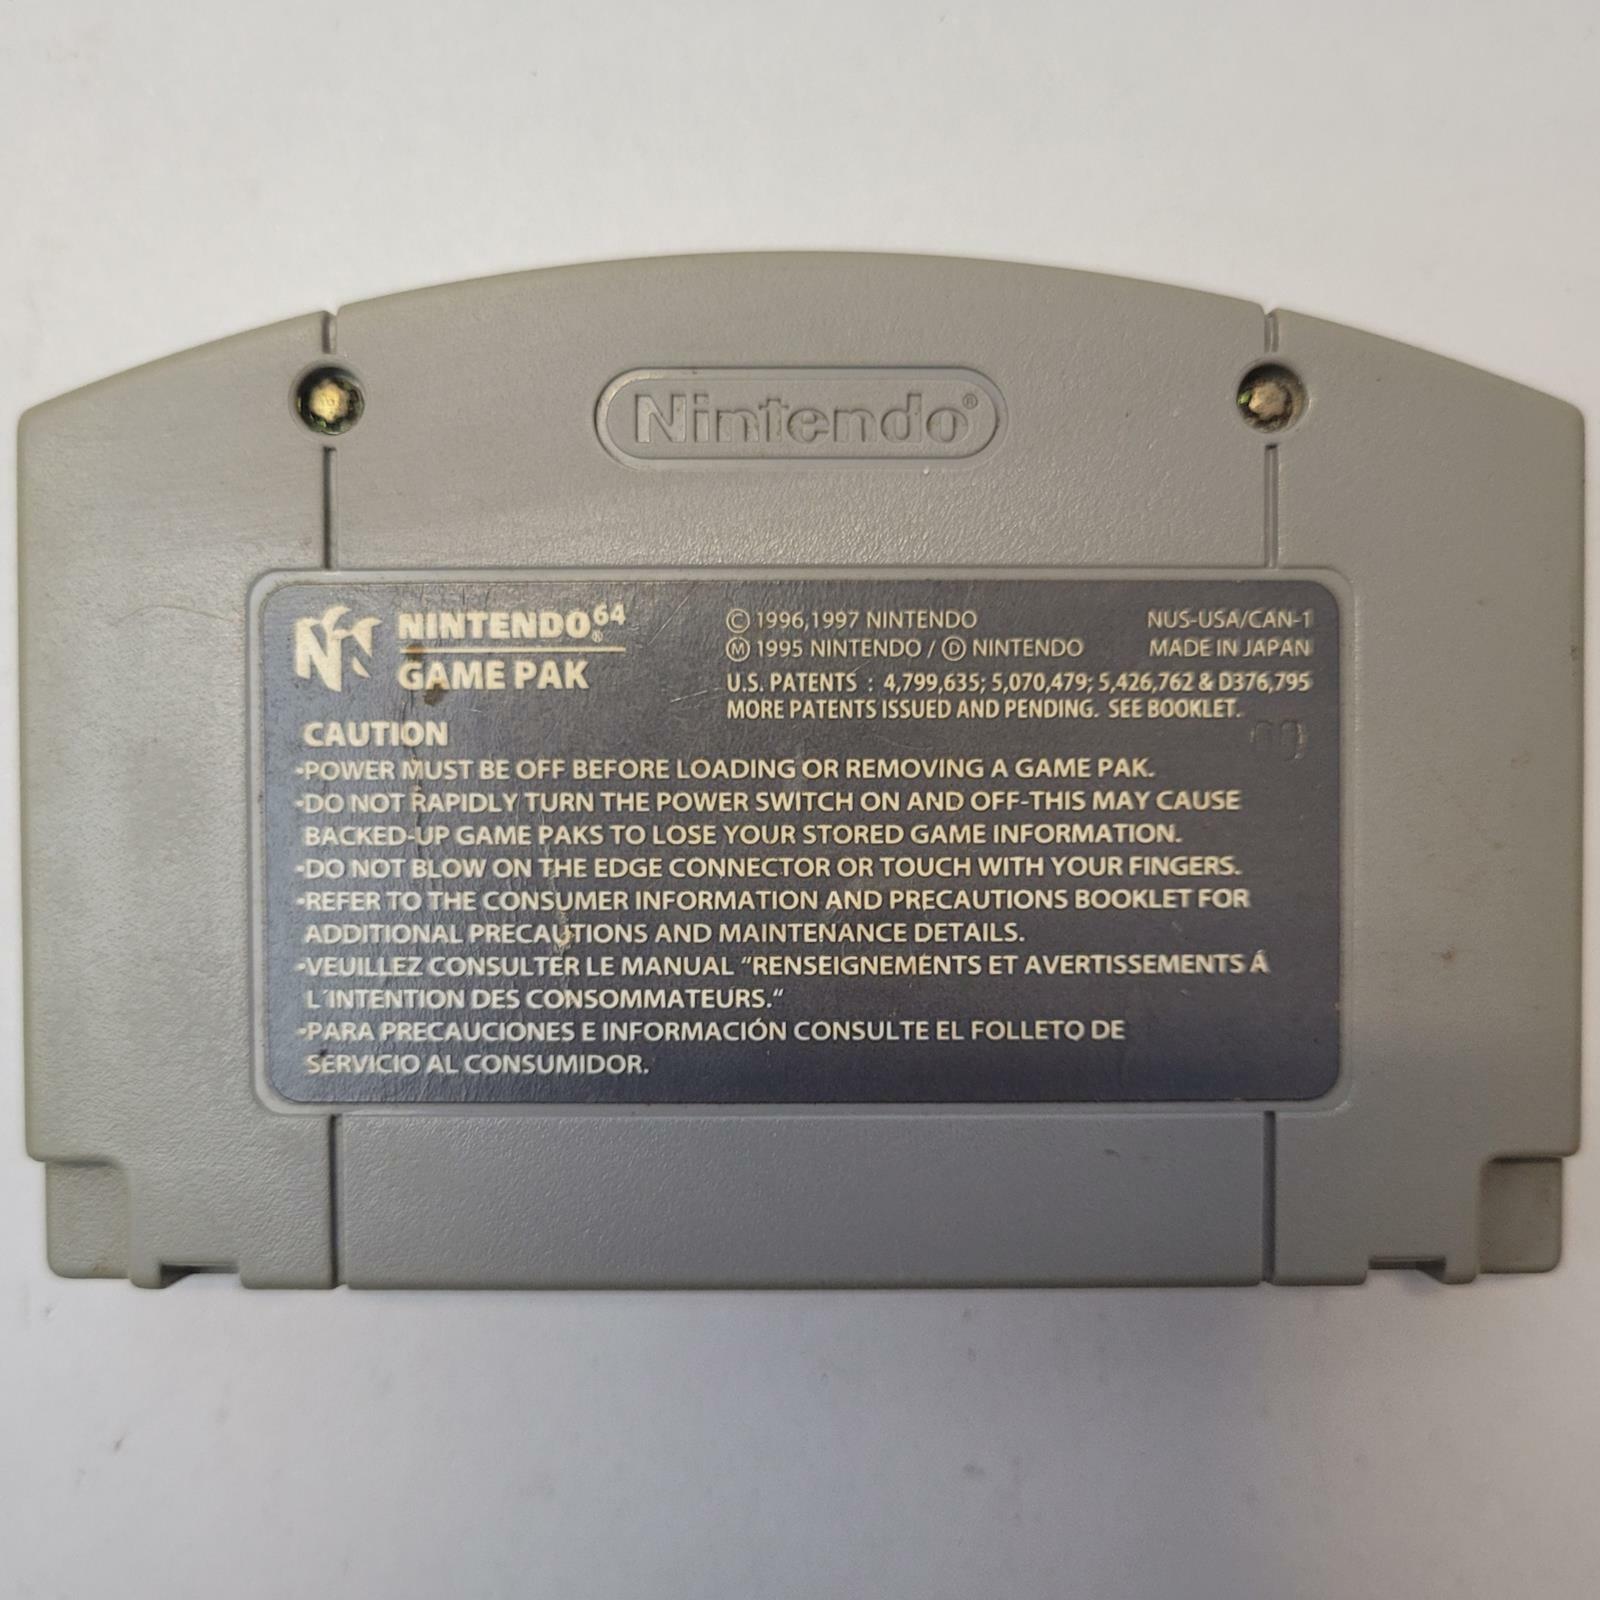 Nintendo®
NINTENDO64®
GAME PAK
© 1996,1997 NINTENDO
Ⓜ 1995 NINTENDO / Ⓓ NINTENDO
NUS-USA/CAN-1
MADE IN JAPAN
U.S. PATENTS : 4,799,635; 5,070,479; 5,426,762 & D376,795
MORE PATENTS ISSUED AND PENDING. SEE BOOKLET.
CAUTION
•POWER MUST BE OFF BEFORE LOADING OR REMOVING A GAME PAK.
•DO NOT RAPIDLY TURN THE POWER SWITCH ON AND OFF-THIS MAY CAUSE
BACKED-UP GAME PAKS TO LOSE YOUR STORED GAME INFORMATION.
•DO NOT BLOW ON THE EDGE CONNECTOR OR TOUCH WITH YOUR FINGERS.
•REFER TO THE CONSUMER INFORMATION AND PRECAUTIONS BOOKLET FOR
ADDITIONAL PRECAUTIONS AND MAINTENANCE DETAILS.
•VEUILLEZ CONSULTER LE MANUAL "RENSEIGNEMENTS ET AVERTISSEMENTS Á
L'INTENTION DES CONSOMMATEURS."
•PARA PRECAUCIONES E INFORMACIÓN CONSULTE EL FOLLETO DE
SERVICIO AL CONSUMIDOR.